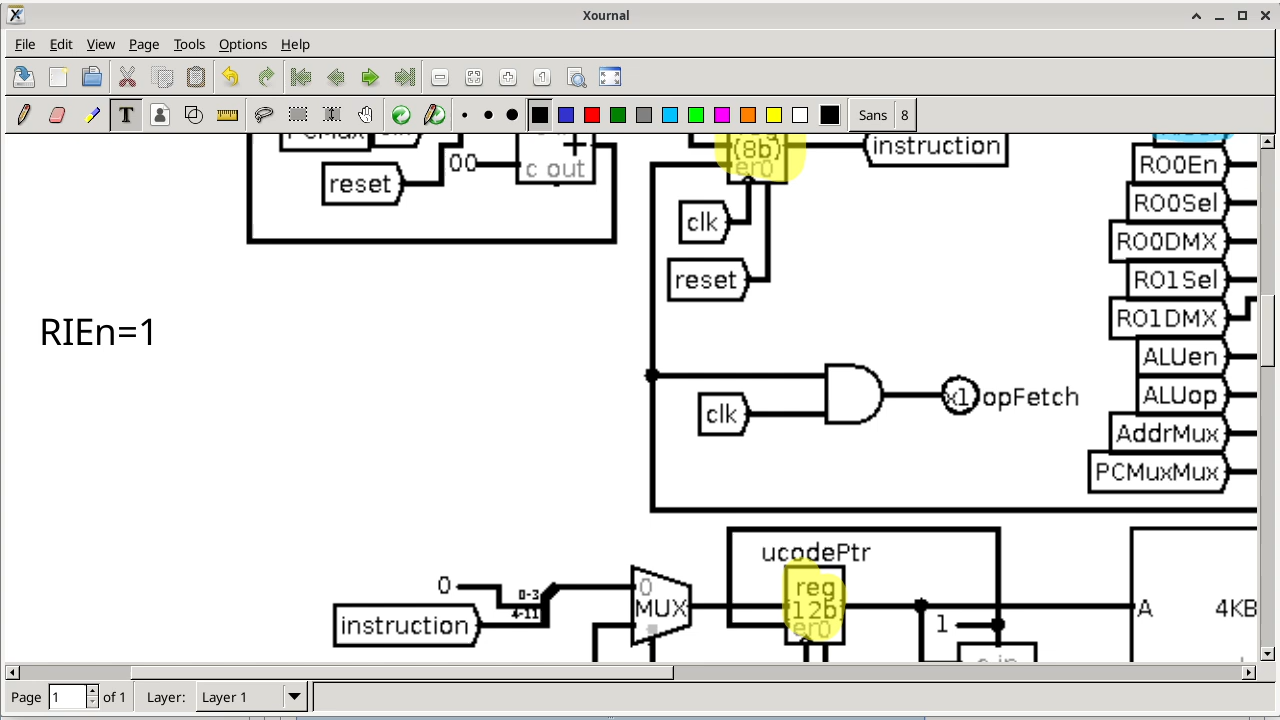 Xournal
File Edit View Page Tools Options Help
Sans 8
00
c out
reset
(8b)
er0
instruction
clk
reset
RO0En
RO0Sel
RO0DMX
RO1Sel
RO1DMX
ALUen
ALUop
AddrMux
PCMuxMux
RIEn=1
clk
x1
opFetch
ucodePtr
0
0-3
4-11
instruction
0
MUX
reg
12b
er0
1
A
4KB
Page 1 of 1 Layer: Layer 1